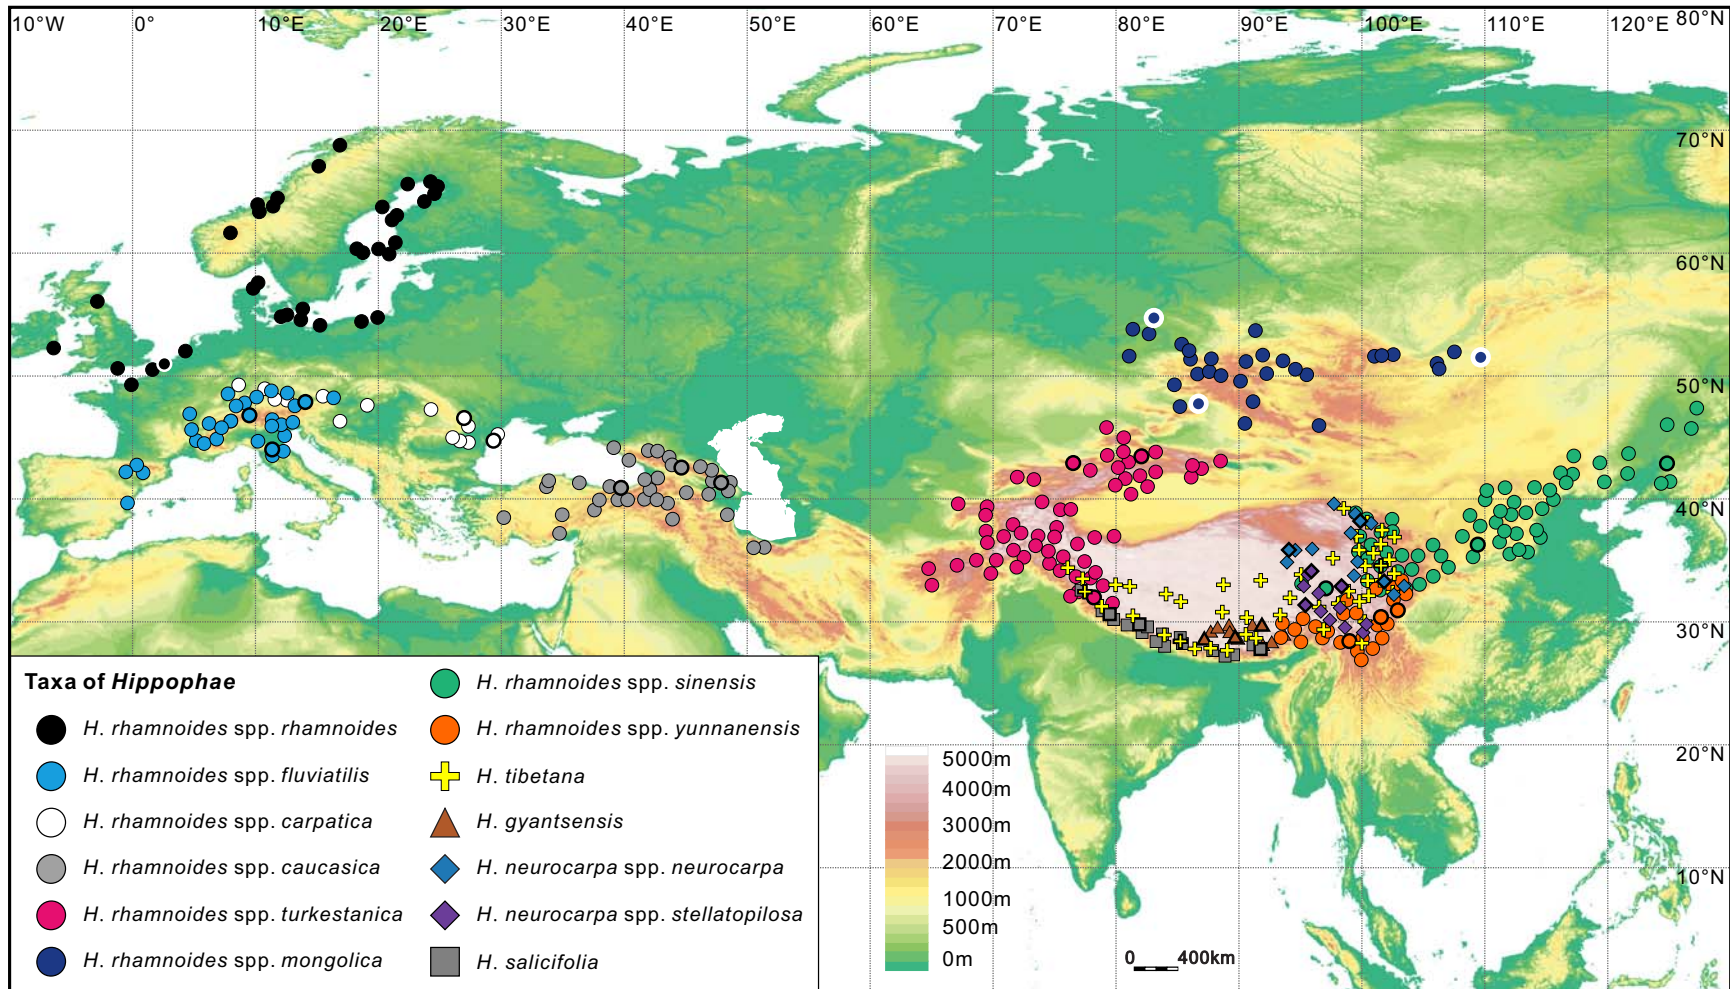 10°W 0° 10°E 20°E 30°E 40°E 50°E 60°E 70°E 80°E 90°E 100°E 110°E 120°E 80°N
70°N
60°N
50°N
40°N
30°N
20°N
10°N
Taxa of Hippophae
H. rhamnoides spp. rhamnoides
H. rhamnoides spp. fluviatilis
H. rhamnoides spp. carpatica
H. rhamnoides spp. caucasica
H. rhamnoides spp. turkestanica
H. rhamnoides spp. mongolica
H. rhamnoides spp. sinensis
H. rhamnoides spp. yunnanensis
H. tibetana
H. gyantsensis
H. neurocarpa spp. neurocarpa
H. neurocarpa spp. stellatopilosa
H. salicifolia
5000m
4000m
3000m
2000m
1000m
500m
0m
0 400km